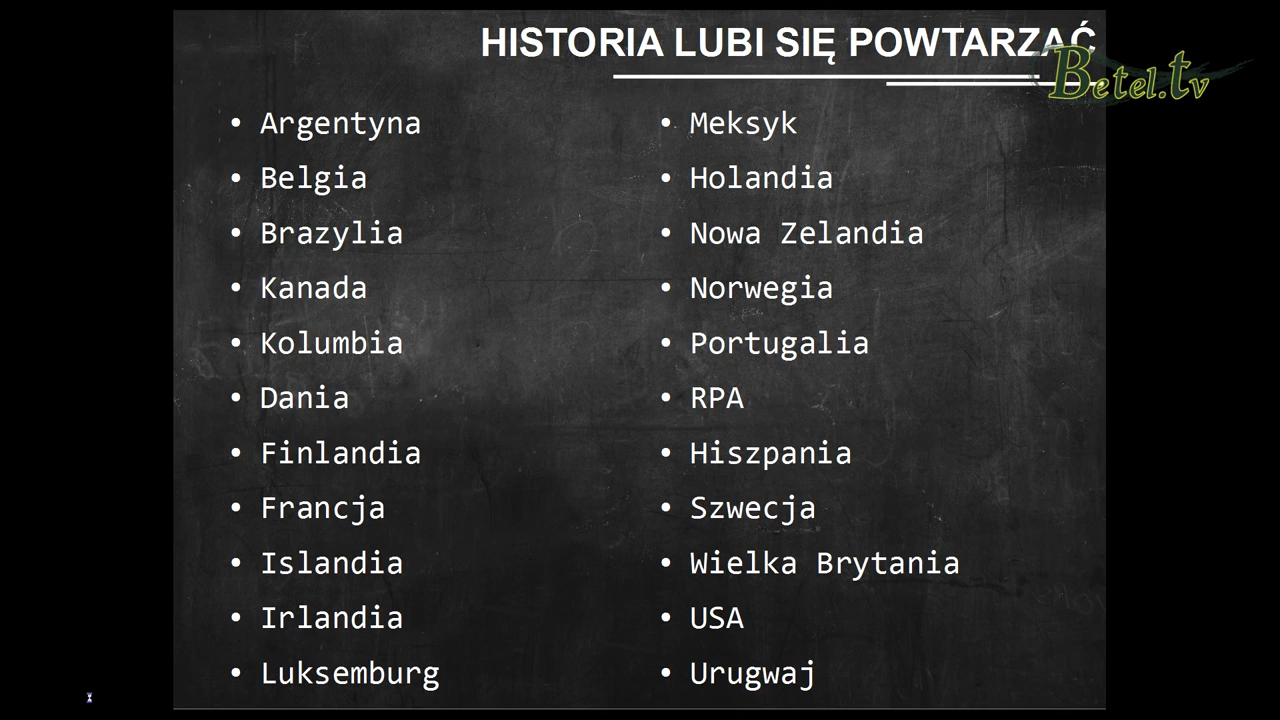 HISTORIA LUBI SIĘ POWTARZAĆ
Betel.tv
• Argentyna
• Belgia
• Brazylia
• Kanada
• Kolumbia
• Dania
• Finlandia
• Francja
• Islandia
• Irlandia
• Luksemburg
• Meksyk
• Holandia
• Nowa Zelandia
• Norwegia
• Portugalia
• RPA
• Hiszpania
• Szwecja
• Wielka Brytania
• USA
• Urugwaj